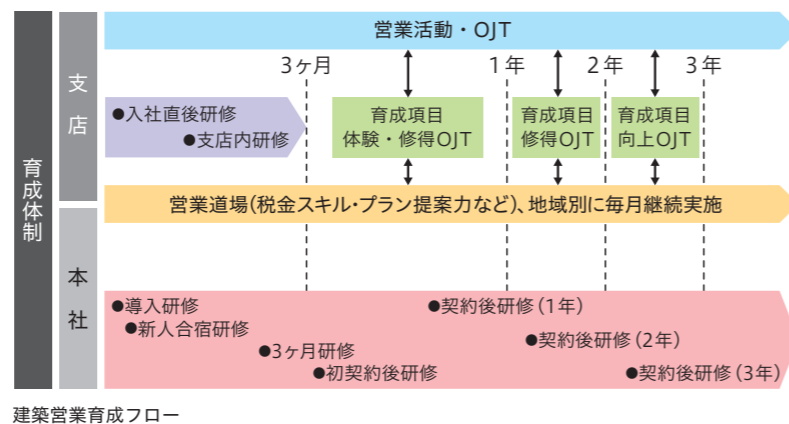 営業活動・OJT
3ヶ月
1年
2年
3年
育成体制
支店
●入社直後研修
●支店内研修
育成項目
体験・修得OJT
育成項目
修得OJT
育成項目
向上OJT
営業道場(税金スキル・プラン提案力など)、地域別に毎月継続実施
本社
●導入研修
●新人合宿研修
●3ヶ月研修
●初契約後研修
●契約後研修(1年)
●契約後研修(2年)
●契約後研修(3年)
建築営業育成フロー